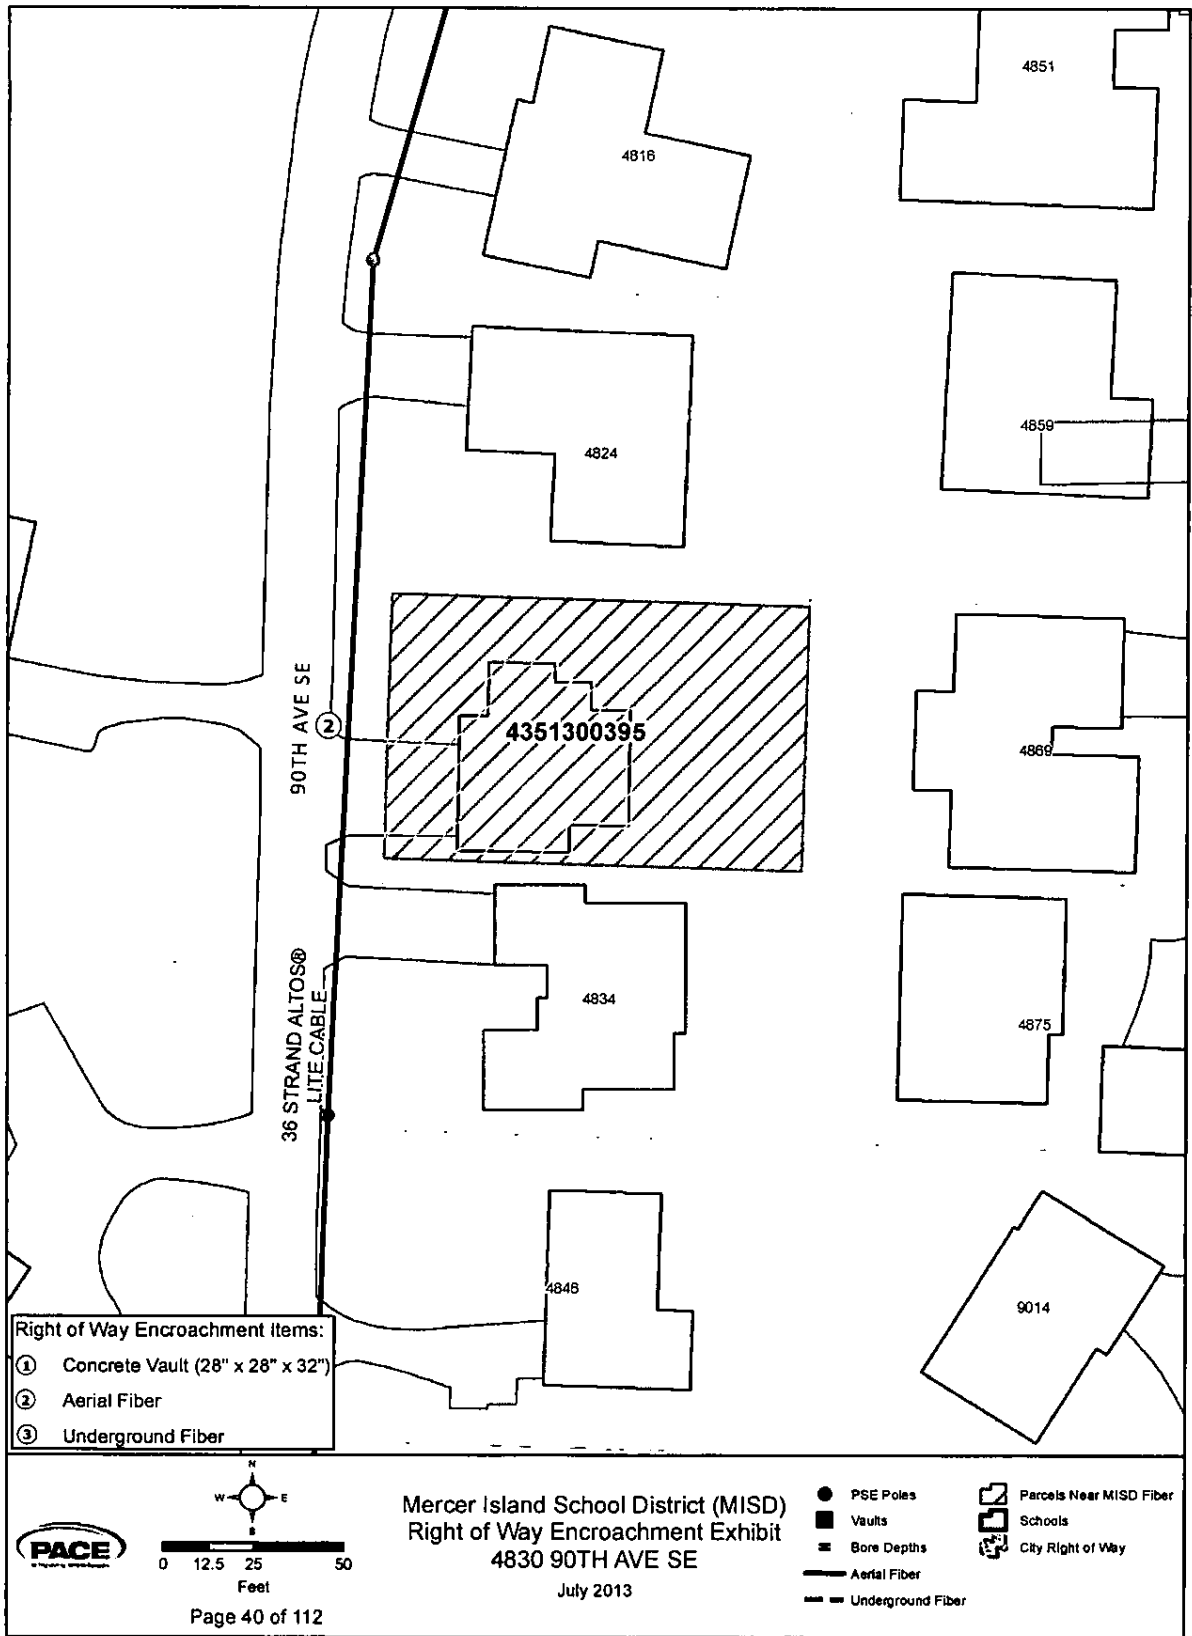 4851
4816
4859
4824
90TH AVE SE
2
4351300395
4869
36 STRAND ALTOS®
LITE CABLE
4834
4875
4846
9014
Right of Way Encroachment Items:
1 Concrete Vault (28" x 28" x 32")
2 Aerial Fiber
3 Underground Fiber
N
W E
S
PACE
0 12.5 25 50
Feet
Page 40 of 112
Mercer Island School District (MISD)
Right of Way Encroachment Exhibit
4830 90TH AVE SE
July 2013
PSE Poles
Vaults
Bore Depths
Aerial Fiber
Underground Fiber
Parcels Near MISD Fiber
Schools
City Right of Way